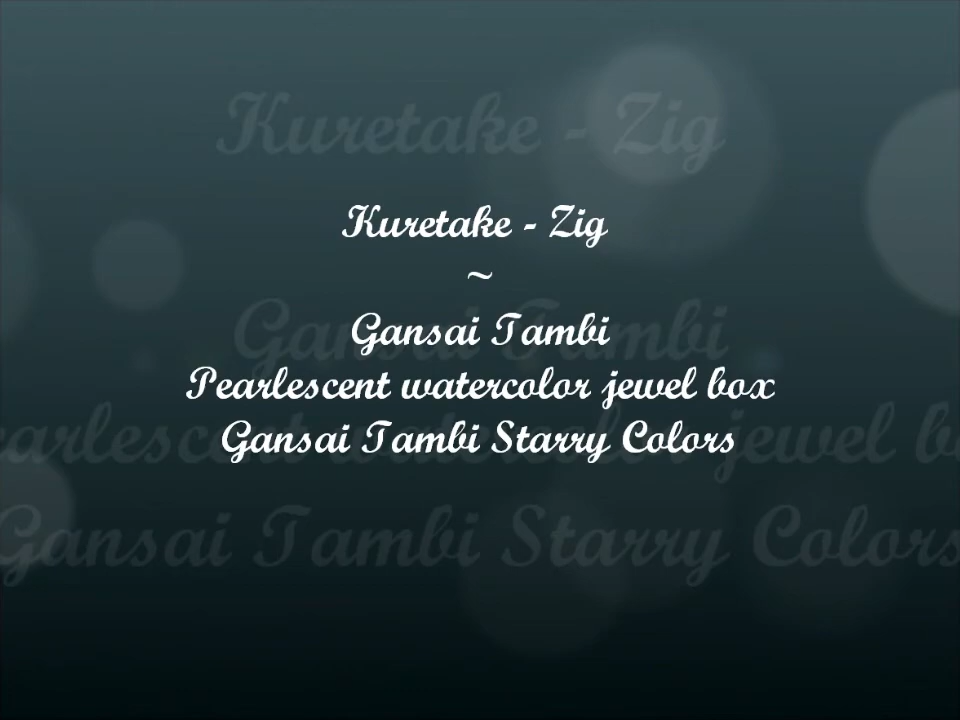 Kuretake - Zig
~
Gansai Tambi
Pearlescent watercolor jewel box
Gansai Tambi Starry Colors